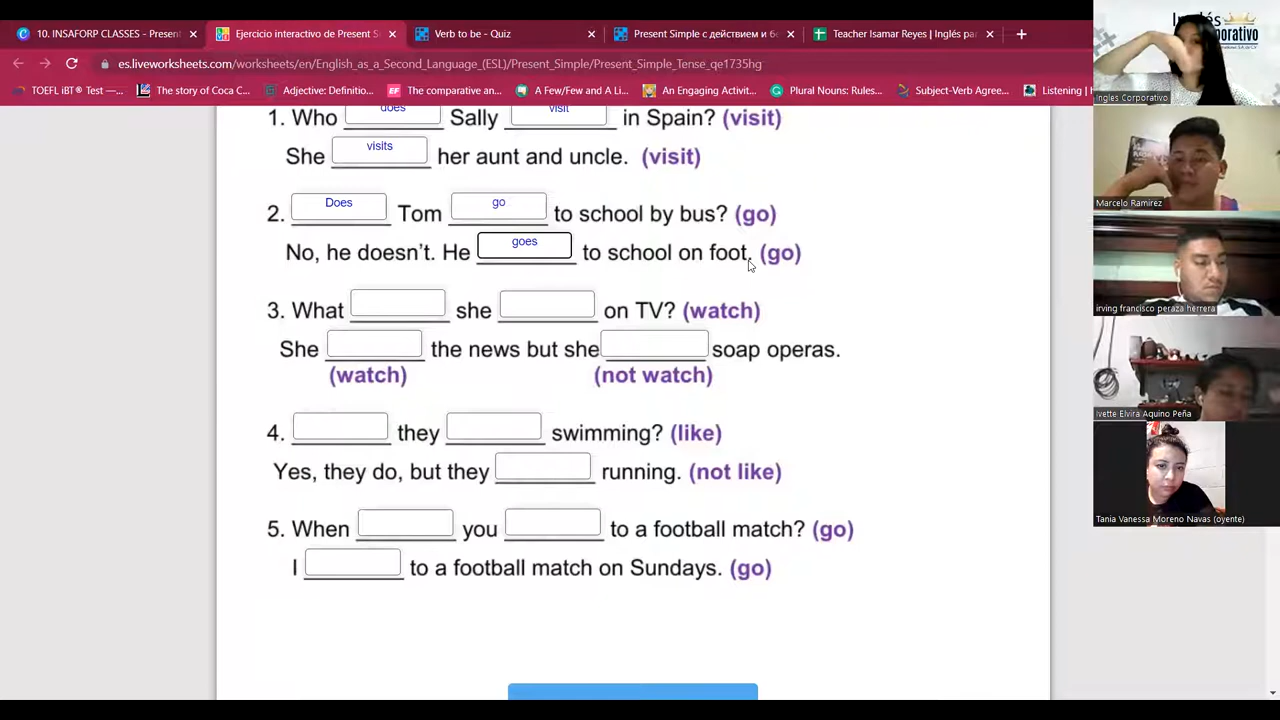 10. INSAFORP CLASSES - Present
Ejercicio interactivo de Present S
Verb to be - Quiz
Present Simple с действием и бе
Teacher Isamar Reyes | Inglés pa
es.liveworksheets.com/worksheets/en/English_as_a_Second_Language_(ESL)/Present_Simple/Present_Simple_Tense_qe1735hg
TOEFL iBT® Test —...
The story of Coca C...
Adjective: Definitio...
The comparative an...
A Few/Few and A Li...
An Engaging Activit...
Plural Nouns: Rules...
Subject-Verb Agree...
Listening
1. Who does Sally visit in Spain? (visit)
She visits her aunt and uncle. (visit)
2. Does Tom go to school by bus? (go)
No, he doesn't. He goes to school on foot. (go)
3. What she on TV? (watch)
She the news but she soap operas.
(watch) (not watch)
4. they swimming? (like)
Yes, they do, but they running. (not like)
5. When you to a football match? (go)
I to a football match on Sundays. (go)
Ingles Corporativo
Marcelo Ramirez
irving francisco peraza herrera
Ivette Elvira Aquino Peña
Tania Vanessa Moreno Navas (oyente)